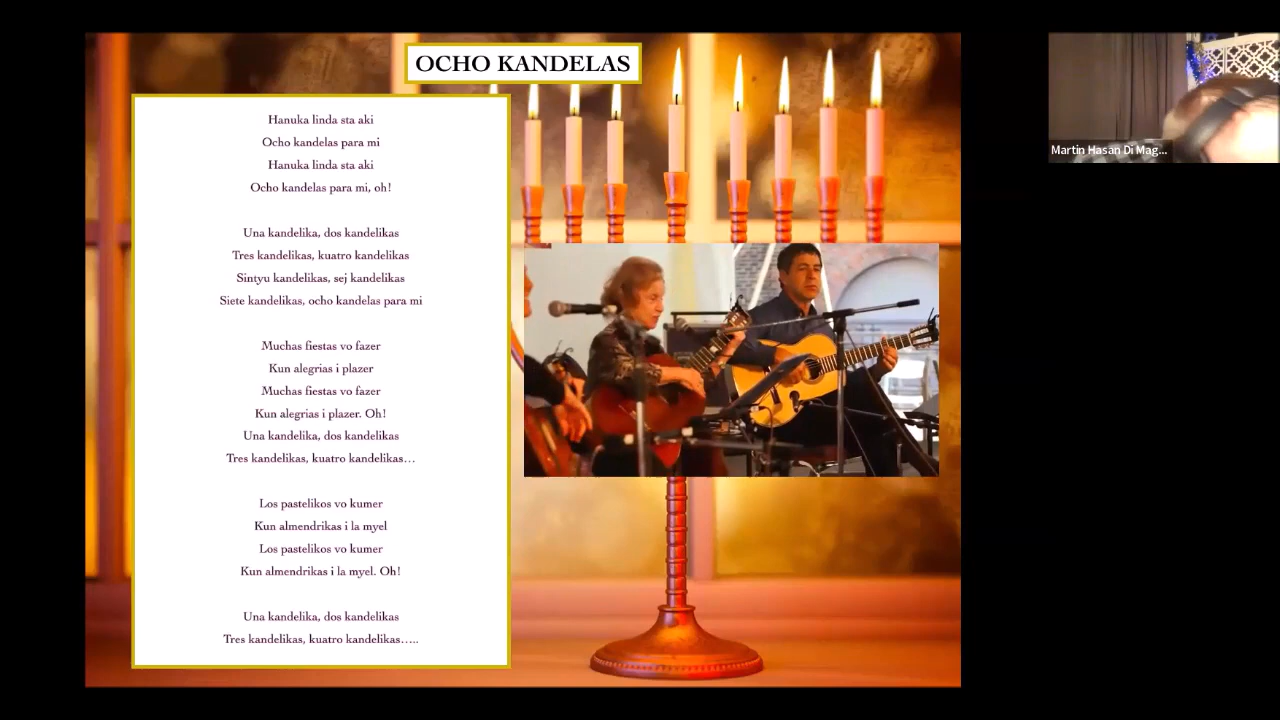 OCHO KANDELAS
Hanuka linda sta aki
Ocho kandelas para mi
Hanuka linda sta aki
Ocho kandelas para mi, oh!
Una kandelika, dos kandelikas
Tres kandelikas, kuatro kandelikas
Sintyu kandelikas, sej kandelikas
Siete kandelikas, ocho kandelas para mi
Muchas fiestas vo fazer
Kun alegrias i plazer
Muchas fiestas vo fazer
Kun alegrias i plazer. Oh!
Una kandelika, dos kandelikas
Tres kandelikas, kuatro kandelikas…
Los pastelikos vo kumer
Kun almendrikas i la myel
Los pastelikos vo kumer
Kun almendrikas i la myel. Oh!
Una kandelika, dos kandelikas
Tres kandelikas, kuatro kandelikas…..
Martin Hasan Di Mag...